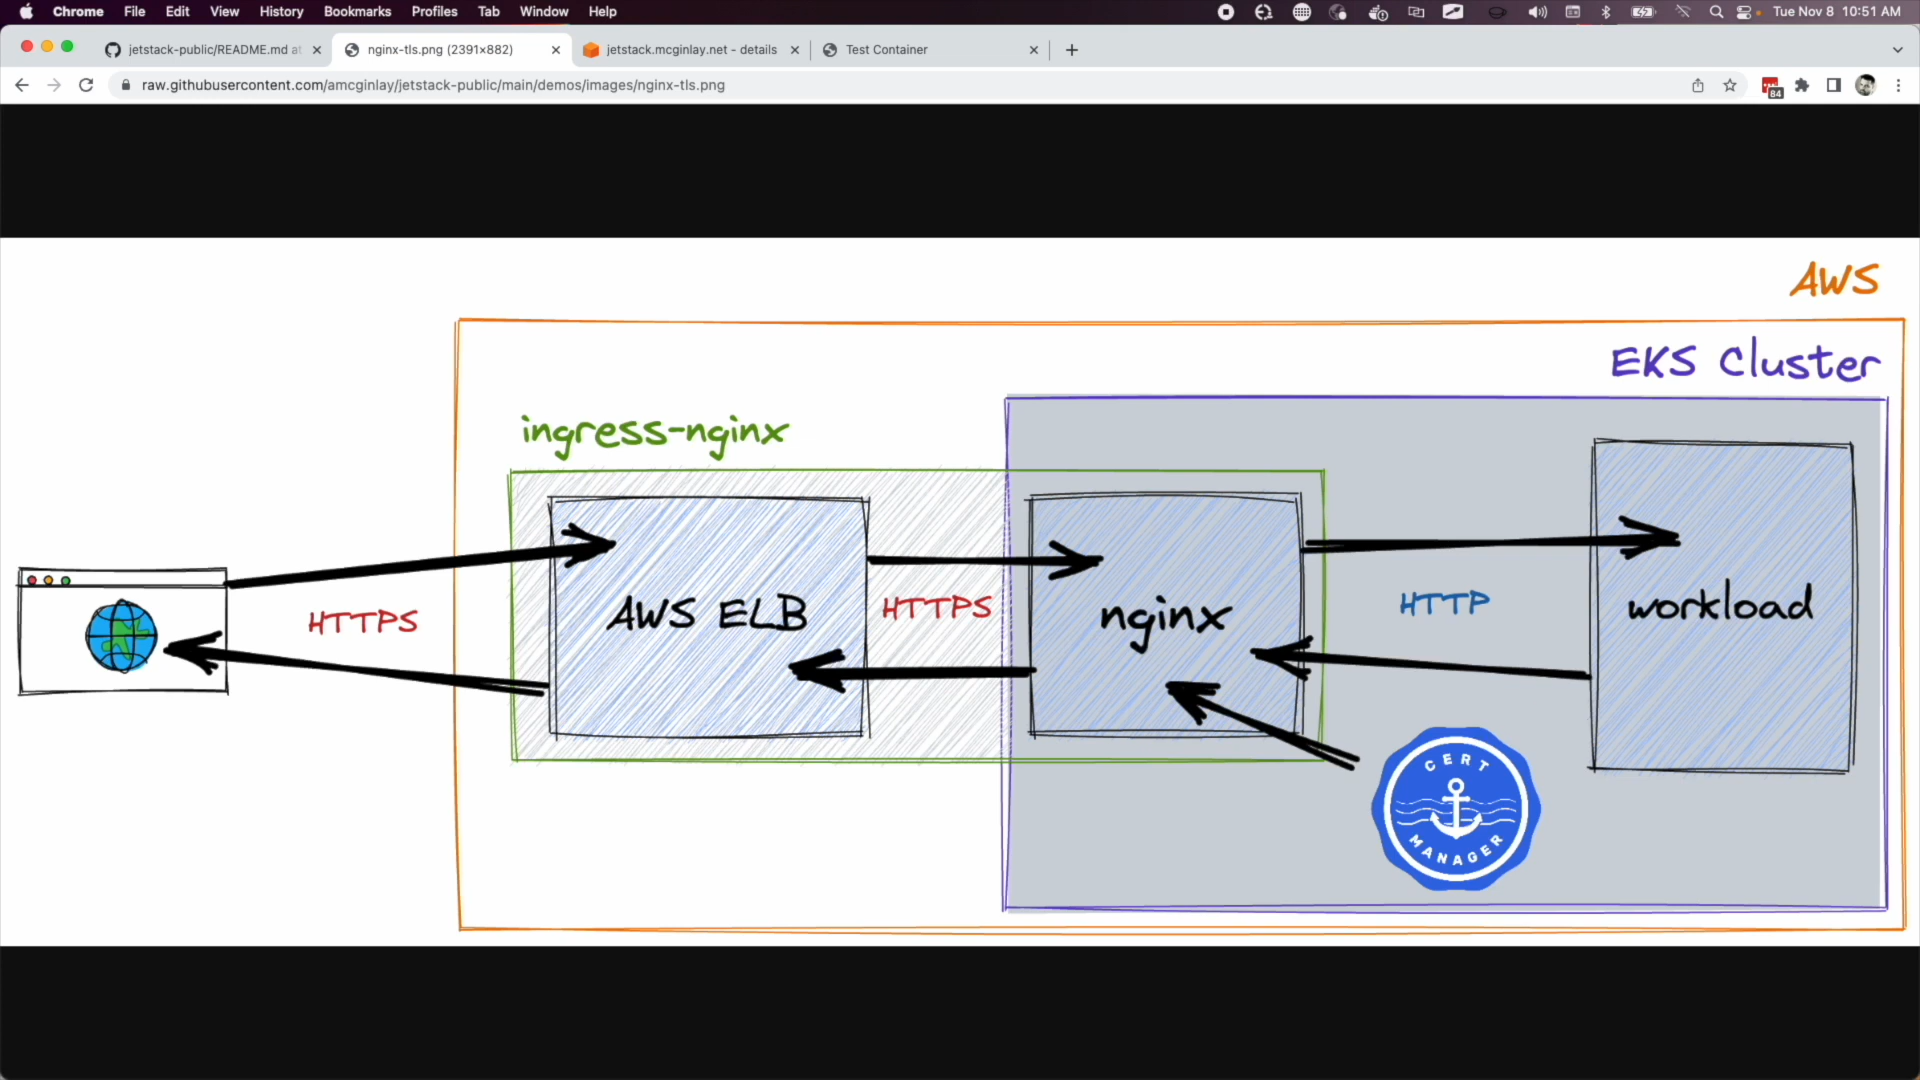 Chrome File Edit View History Bookmarks Profiles Tab Window Help Tue Nov 8 10:51 AM
jetstack-public/README.md at nginx-tls.png (2391×882) jetstack.mcginlay.net - details Test Container
raw.githubusercontent.com/amcginlay/jetstack-public/main/demos/images/nginx-tls.png 84
AWS
EKS Cluster
ingress-nginx
HTTPS
AWS ELB
HTTPS
nginx
HTTP
workload
CERT
MANAGER